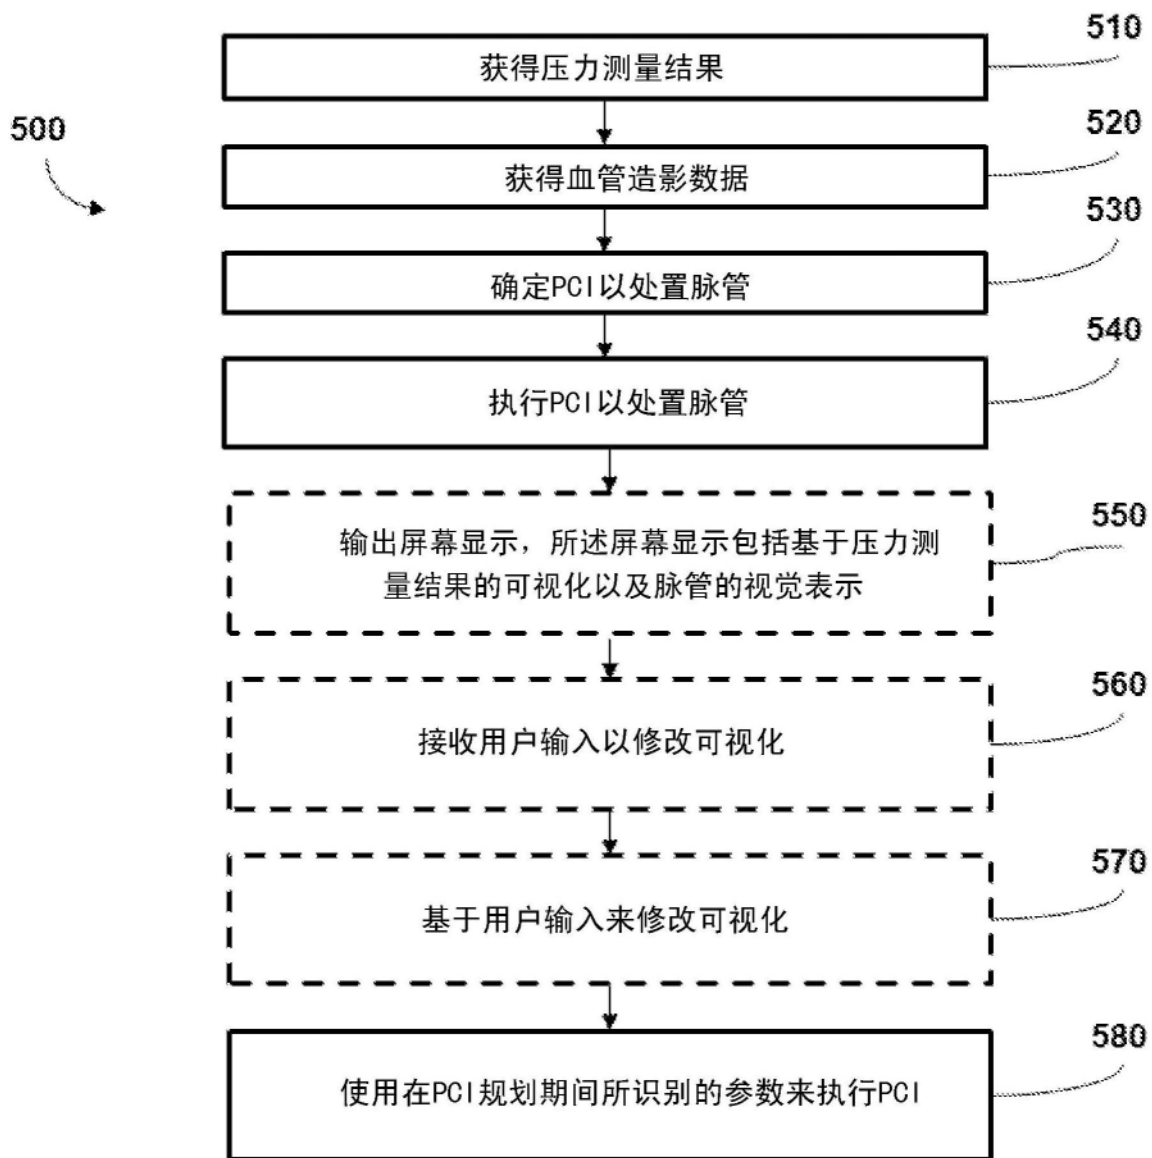 510
获得压力测量结果
500
520
获得血管造影数据
530
确定PCI以处置脉管
540
执行PCI以处置脉管
550
输出屏幕显示，所述屏幕显示包括基于压力测
量结果的可视化以及脉管的视觉表示
560
接收用户输入以修改可视化
570
基于用户输入来修改可视化
580
使用在PCI规划期间所识别的参数来执行PCI